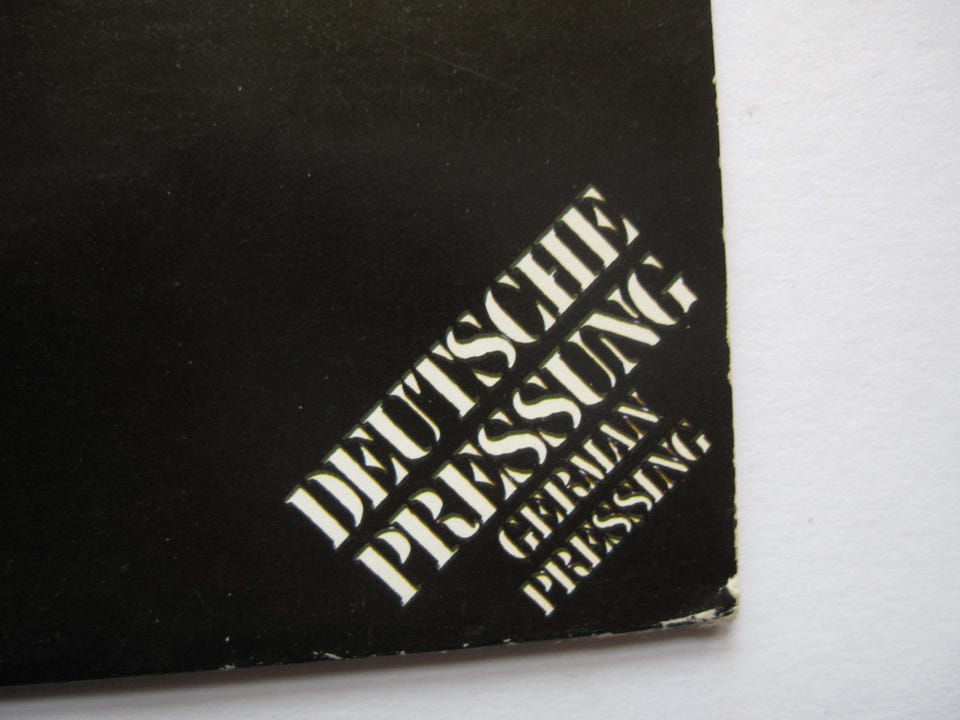 DEUTSCHE
PRESSUNG
GERMAN
PRESSING